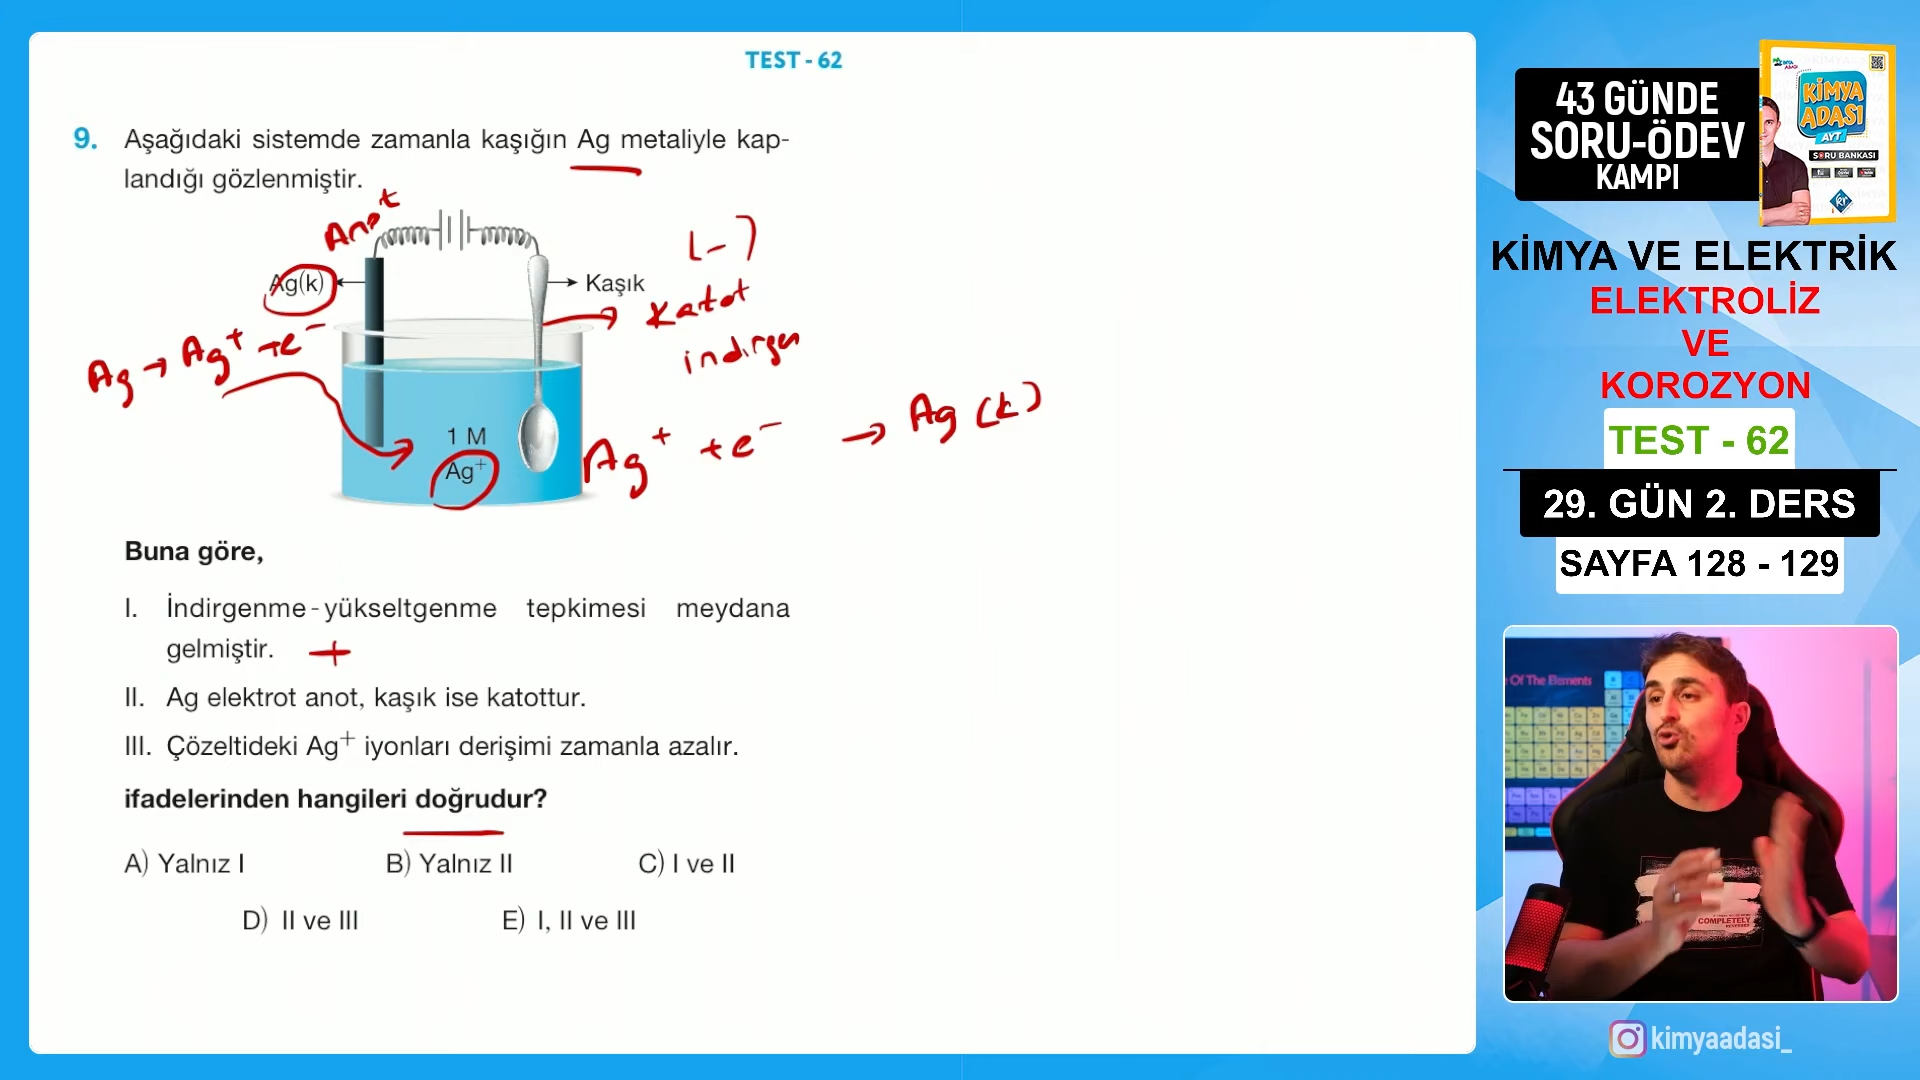 TEST - 62
9. Aşağıdaki sistemde zamanla kaşığın Ag metaliyle kap-
landığı gözlenmiştir.
Anot
(-)
Ag(k)
Kaşık
Katot
indirgen
Ag → Ag+ +e-
1 M
Ag+
Ag+ +e- → Ag (k)
Buna göre,
I. İndirgenme-yükseltgenme tepkimesi meydana
gelmiştir. +
II. Ag elektrot anot, kaşık ise katottur.
III. Çözeltideki Ag+ iyonları derişimi zamanla azalır.
ifadelerinden hangileri doğrudur?
A) Yalnız I B) Yalnız II C) I ve II
D) II ve III E) I, II ve III
43 GÜNDE
SORU-ÖDEV
KAMPI
KİMYA
ADASI
AYT
SORU BANKASI
KİMYA VE ELEKTRİK
ELEKTROLİZ
VE
KOROZYON
TEST - 62
29. GÜN 2. DERS
SAYFA 128 - 129
Of The Elements
COMPLETELY
kimyaadasi_